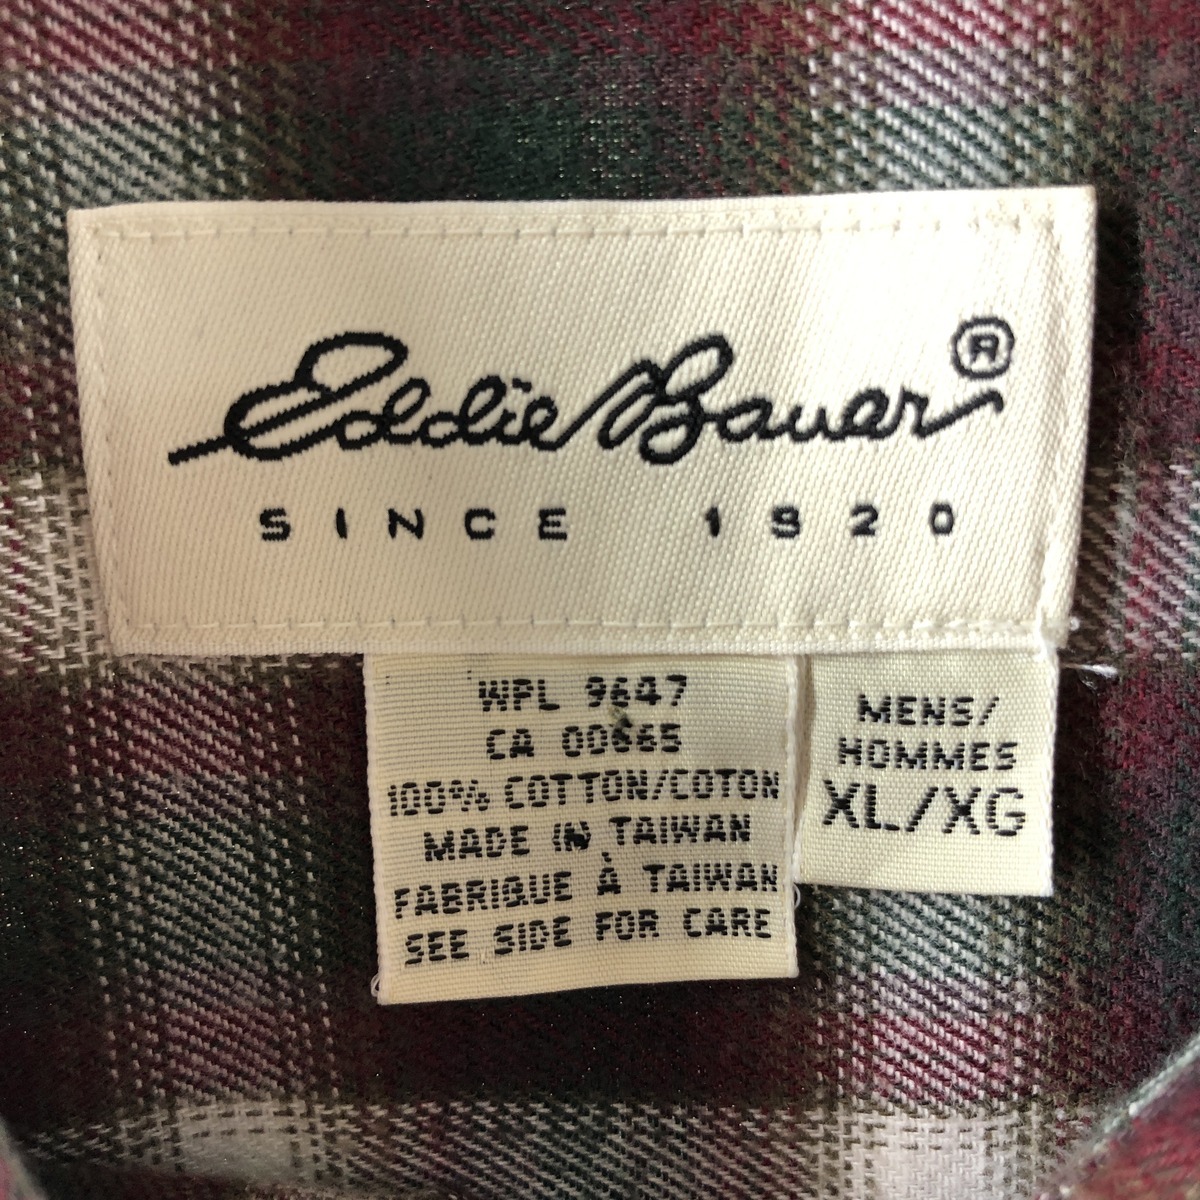 Eddie Bauer ®
SINCE 1920
WPL 9647
CA 00665
100% COTTON/COTON
MADE IN TAIWAN
FABRIQUE À TAIWAN
SEE SIDE FOR CARE
MENS/
HOMMES
XL/XG